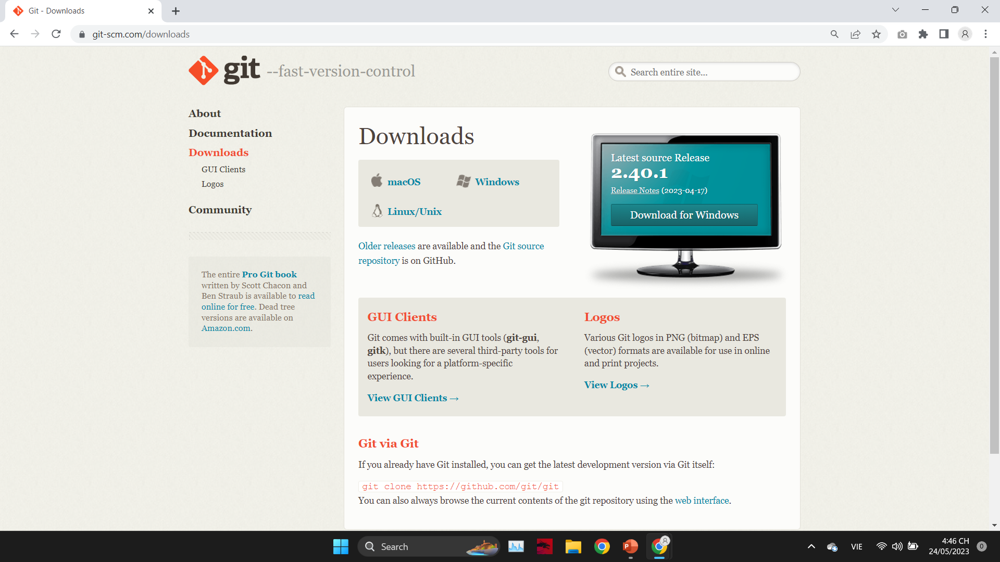 Git - Downloads
git-scm.com/downloads
git --fast-version-control
Search entire site...
About
Documentation
Downloads
GUI Clients
Logos
Community
The entire Pro Git book
written by Scott Chacon and
Ben Straub is available to read
online for free. Dead tree
versions are available on
Amazon.com.
Downloads
macOS
Windows
Linux/Unix
Older releases are available and the Git source
repository is on GitHub.
Latest source Release
2.40.1
Release Notes (2023-04-17)
Download for Windows
GUI Clients
Git comes with built-in GUI tools (git-gui,
gitk), but there are several third-party tools for
users looking for a platform-specific
experience.
View GUI Clients →
Logos
Various Git logos in PNG (bitmap) and EPS
(vector) formats are available for use in online
and print projects.
View Logos →
Git via Git
If you already have Git installed, you can get the latest development version via Git itself:
git clone https://github.com/git/git
You can also always browse the current contents of the git repository using the web interface.
Search
VIE
4:46 CH
24/05/2023
0